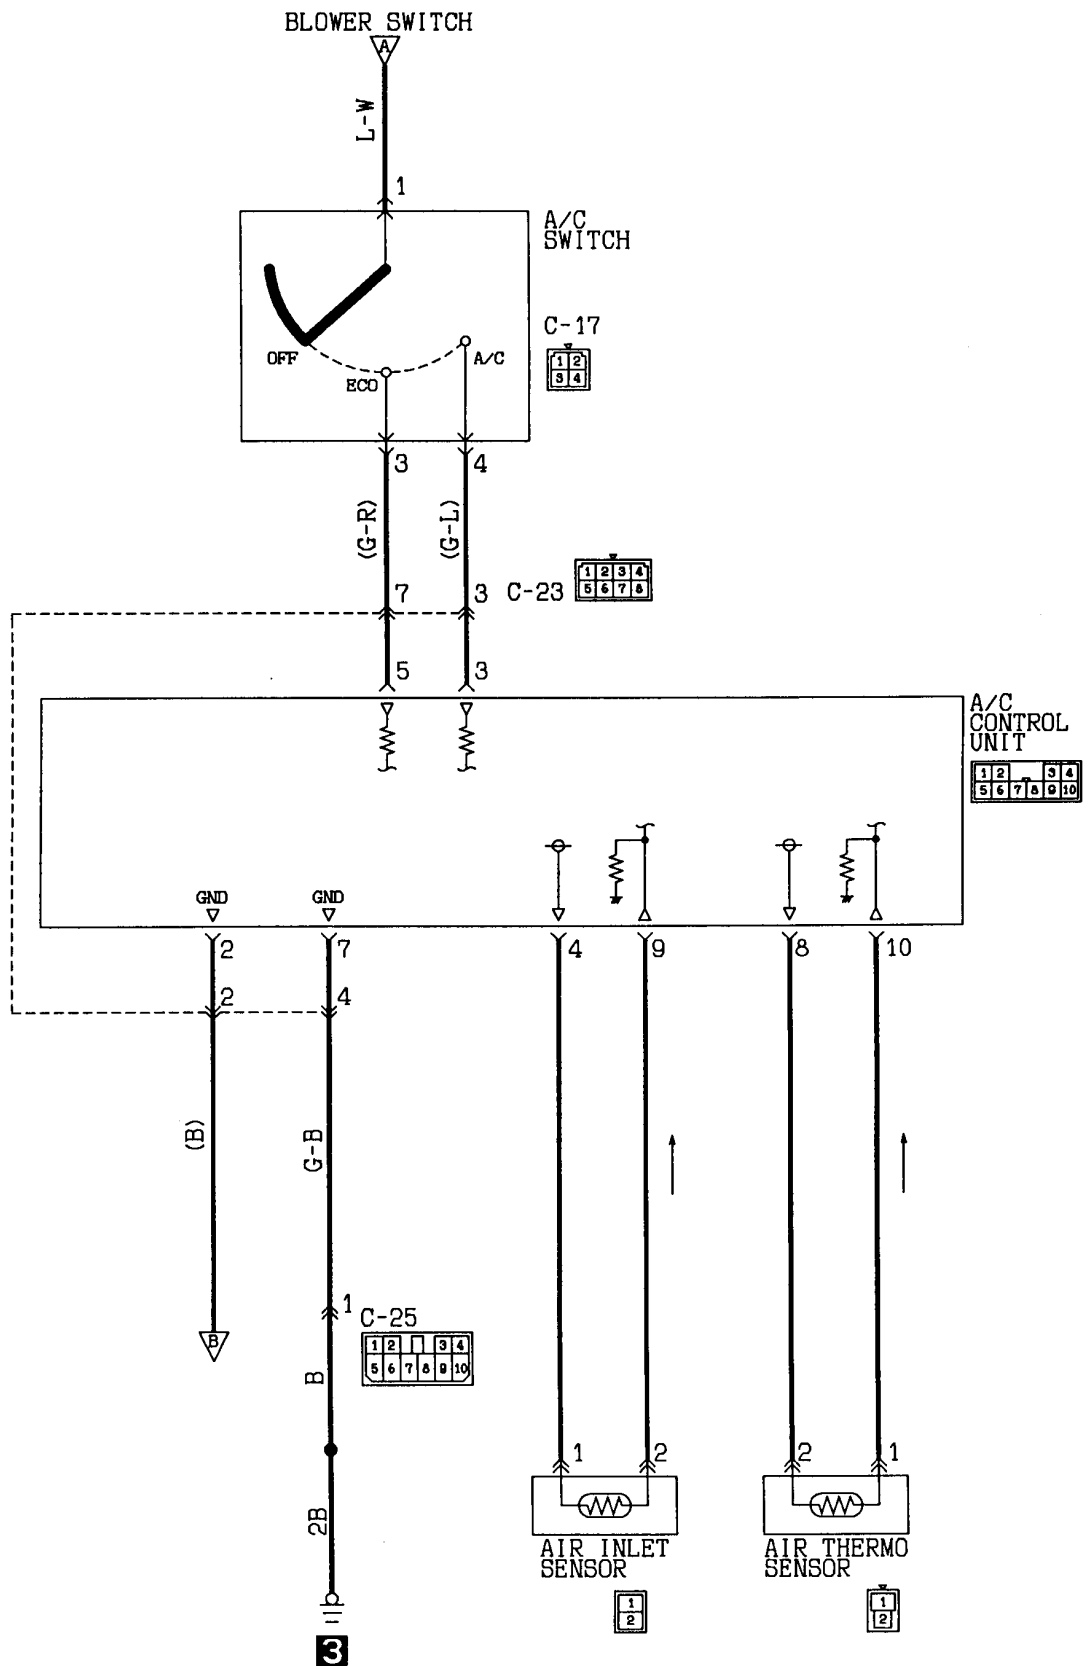 BLOWER SWITCH
A
L-W
1
A/C
SWITCH
C-17
1 2
3 4
OFF
ECO
A/C
3
4
(G-R)
(G-L)
7
3
C-23
1 2 3 4
5 6 7 8
5
3
A/C
CONTROL
UNIT
1 2 3 4
5 6 7 8 9 10
GND
GND
2
7
4
9
8
10
2
4
(B)
G-B
B
1
C-25
1 2 3 4
5 6 7 8 9 10
B
2B
3
1
2
2
1
AIR INLET
SENSOR
AIR THERMO
SENSOR
1
2
1
2